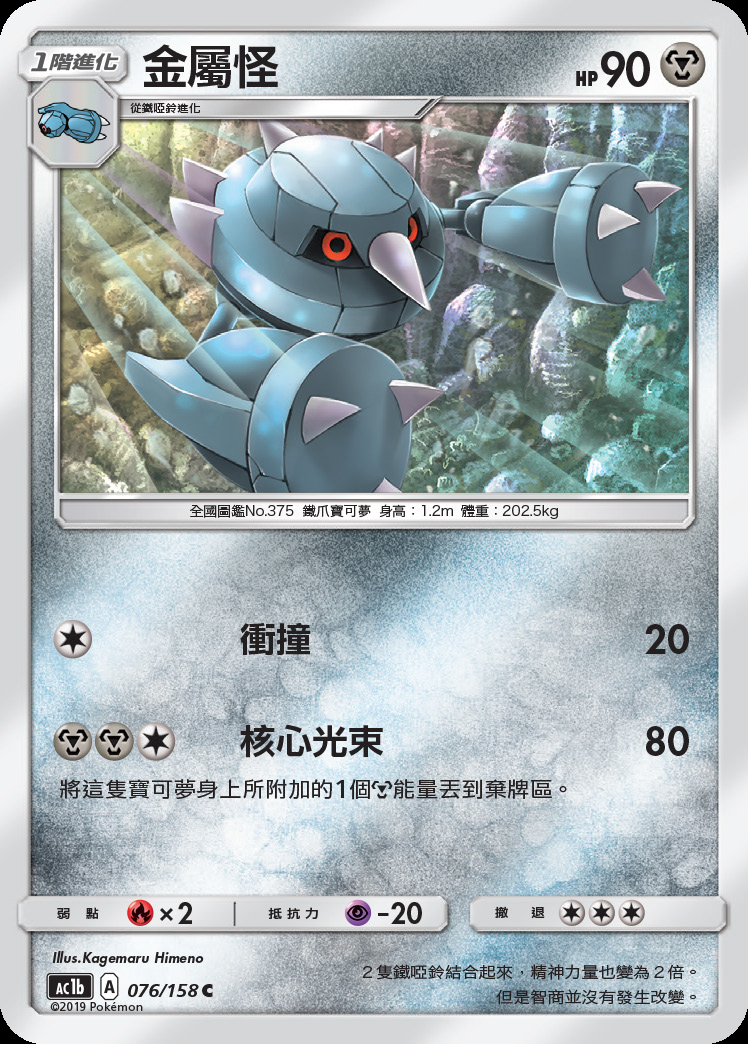 1階進化 金屬怪 HP 90
從鐵啞鈴進化
全國圖鑑No.375 鐵爪寶可夢 身高：1.2m 體重：202.5kg
衝撞 20
核心光束 80
將這隻寶可夢身上所附加的1個能量丟到棄牌區。
弱點 ×2 抵抗力 -20 撤退
Illus.Kagemaru Himeno
2隻鐵啞鈴結合起來，精神力量也變為2倍。
但是智商並沒有發生改變。
AC1b A 076/158 C
©2019 Pokémon